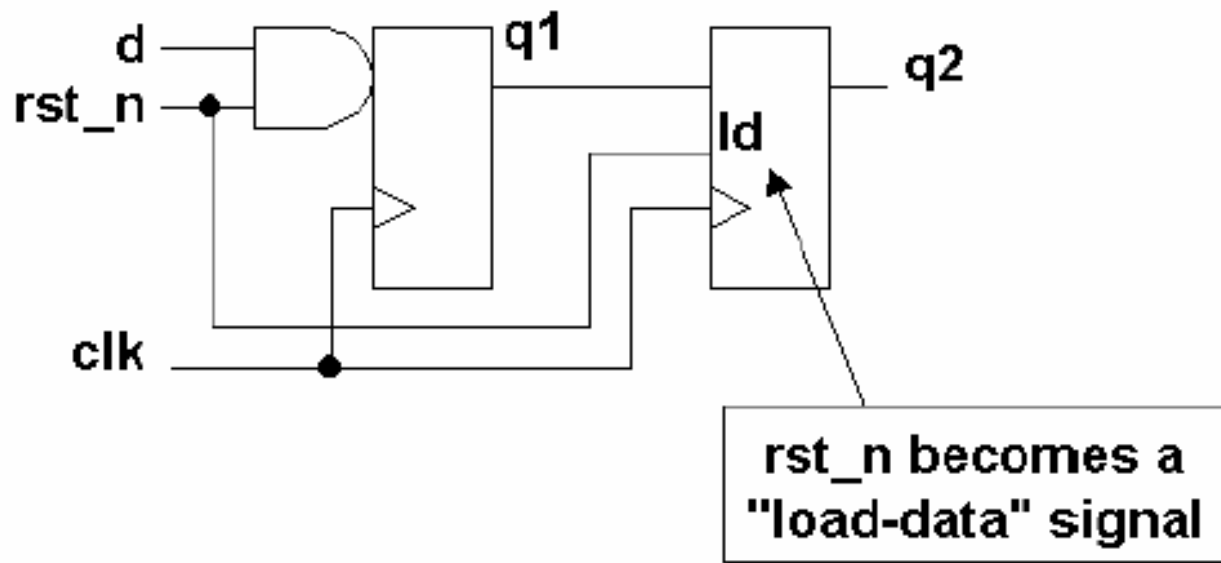 d
q1
q2
rst_n
ld
clk
rst_n becomes a
"load-data" signal